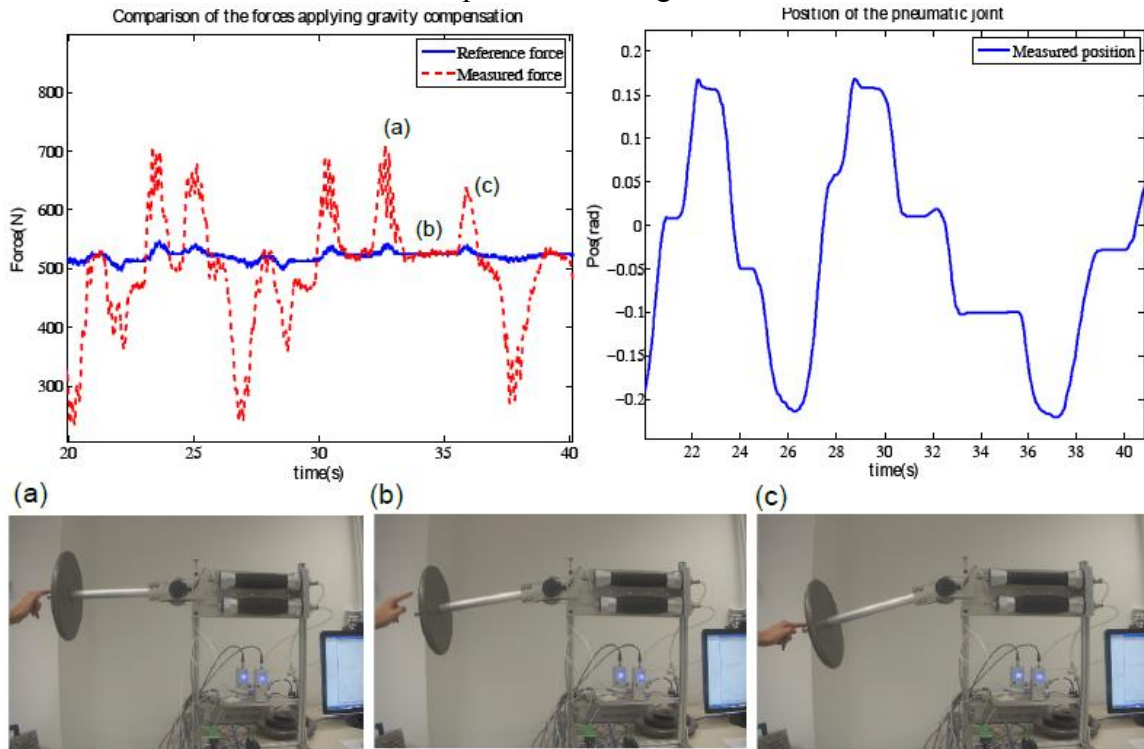 Comparison of the forces applying gravity compensation
Reference force
Measured force
(a)
(c)
(b)
Force(N)
800
700
600
500
400
300
20
25
30
35
40
time(s)
Position of the pneumatic joint
Measured position
Pos(rad)
0.2
0.15
0.1
0.05
0
−0.05
−0.1
−0.15
−0.2
22
24
26
28
30
32
34
36
38
40
time(s)
(a)
(b)
(c)